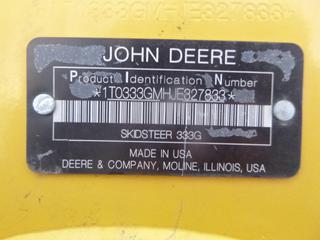 JOHN DEERE
Product Identification Number
*1T0333GMHJE327833*
SKIDSTEER 333G
MADE IN USA
DEERE & COMPANY, MOLINE, ILLINOIS, USA